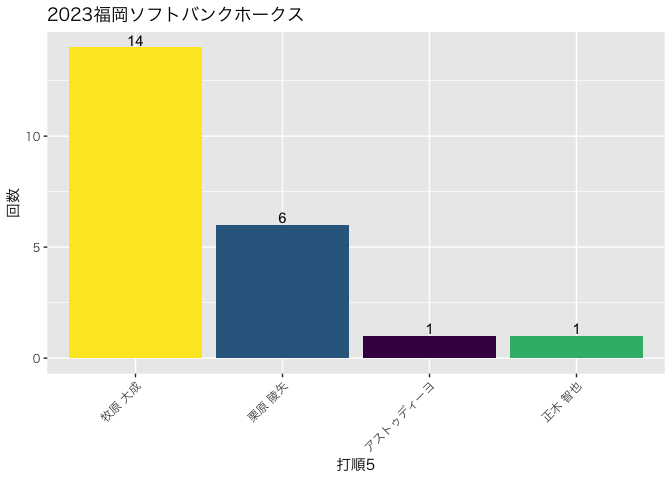 2023福岡ソフトバンクホークス
14
6
1
1
回数
10
5
0
牧原 大成
栗原 陵矢
アストゥディーヨ
正木 智也
打順5